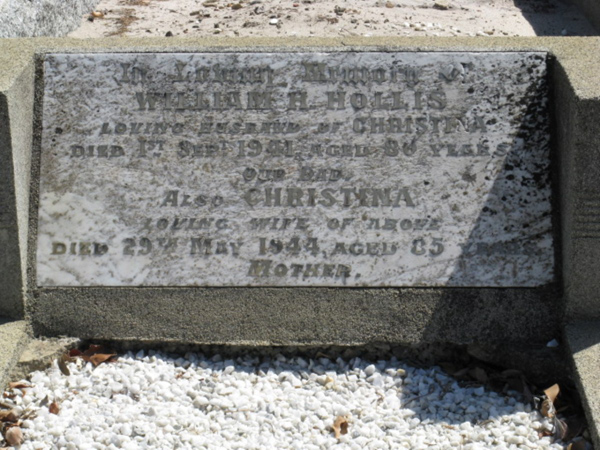 In Loving Memory of
WILLIAM H. HOLLIS
LOVING HUSBAND OF CHRISTINA
DIED 1ST SEPT 1941, AGED 80 YEARS
OUR DAD.
ALSO CHRISTINA
LOVING WIFE OF ABOVE
DIED 29TH MAY 1944, AGED 85 YEARS
MOTHER.